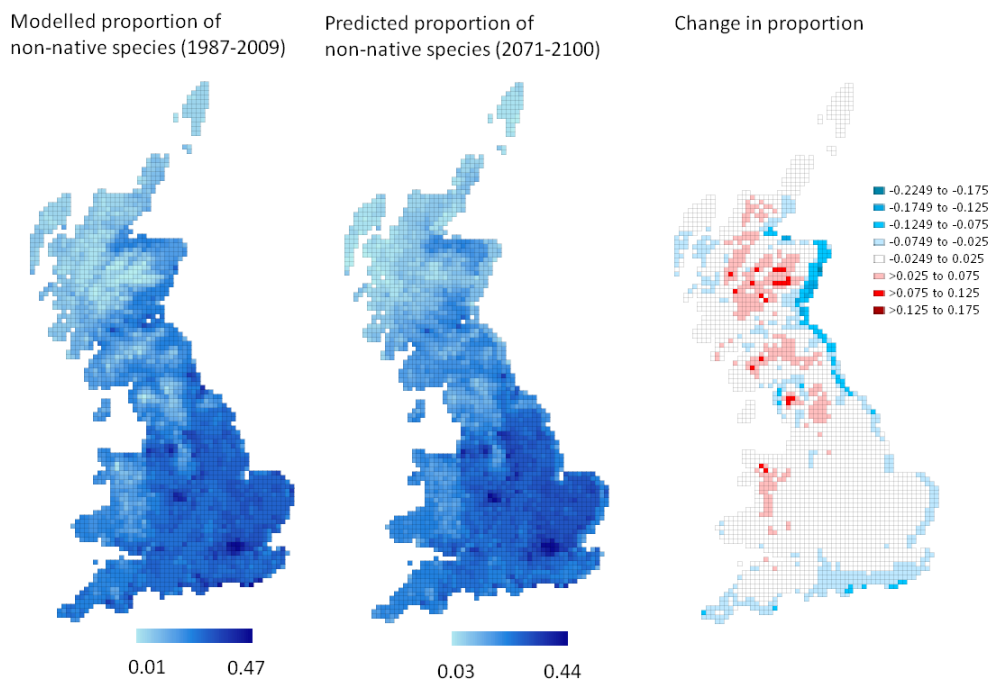 Modelled proportion of
non-native species (1987-2009)
Predicted proportion of
non-native species (2071-2100)
Change in proportion
-0.2249 to -0.175
-0.1749 to -0.125
-0.1249 to -0.075
-0.0749 to -0.025
-0.0249 to 0.025
>0.025 to 0.075
>0.075 to 0.125
>0.125 to 0.175
0.01 0.47
0.03 0.44